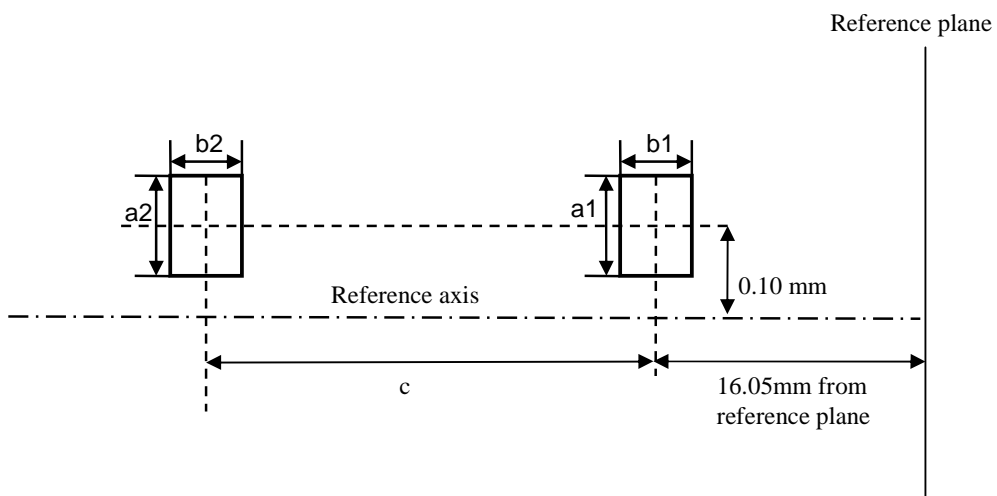 Reference plane
b2
b1
a2
a1
0.10 mm
Reference axis
c
16.05mm from
reference plane